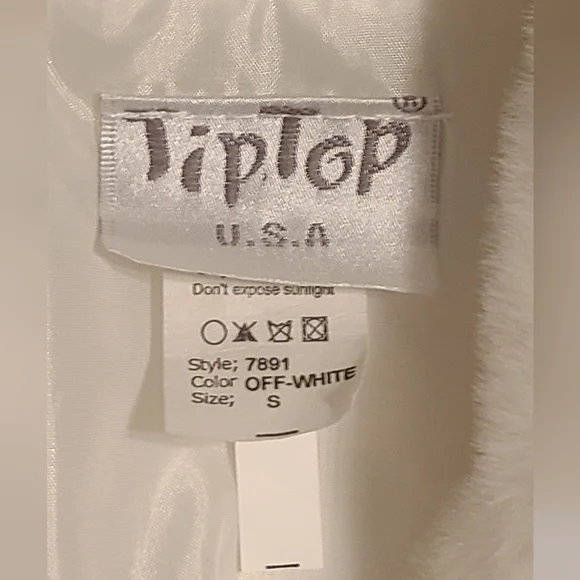 TipTop®
U.S.A
Don't expose sunlight
Style; 7891
Color OFF-WHITE
Size; S